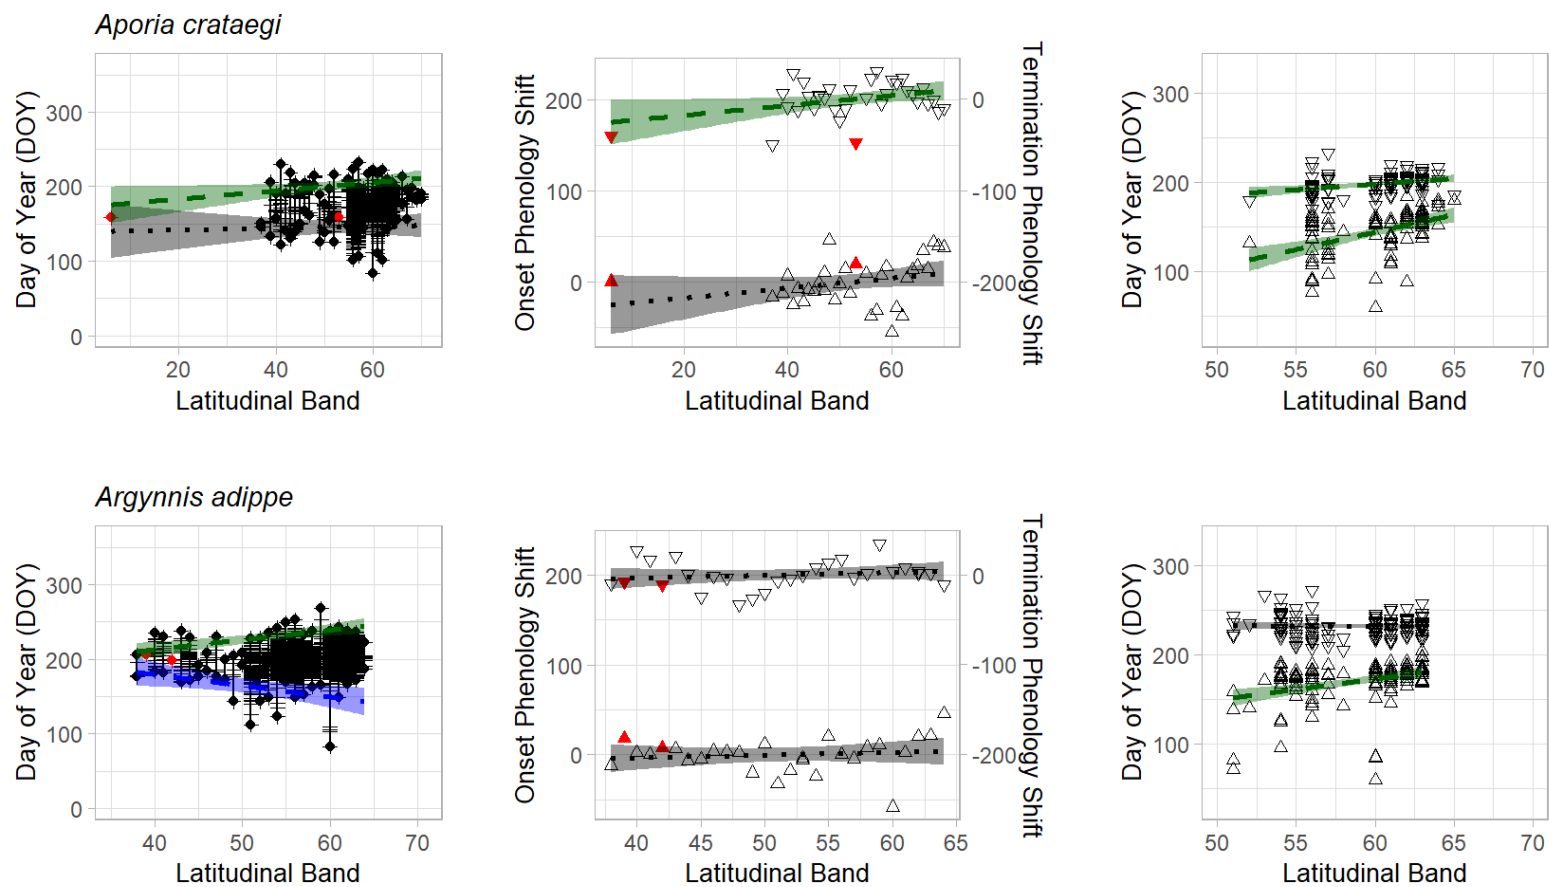 Aporia crataegi
Day of Year (DOY)
300
200
100
0
20 40 60
Latitudinal Band
Onset Phenology Shift
200
100
0
0
-100
-200
Termination Phenology Shift
20 40 60
Latitudinal Band
Day of Year (DOY)
300
200
100
50 55 60 65 70
Latitudinal Band
Argynnis adippe
Day of Year (DOY)
300
200
100
0
40 50 60 70
Latitudinal Band
Onset Phenology Shift
200
100
0
0
-100
-200
Termination Phenology Shift
40 45 50 55 60 65
Latitudinal Band
Day of Year (DOY)
300
200
100
50 55 60 65 70
Latitudinal Band